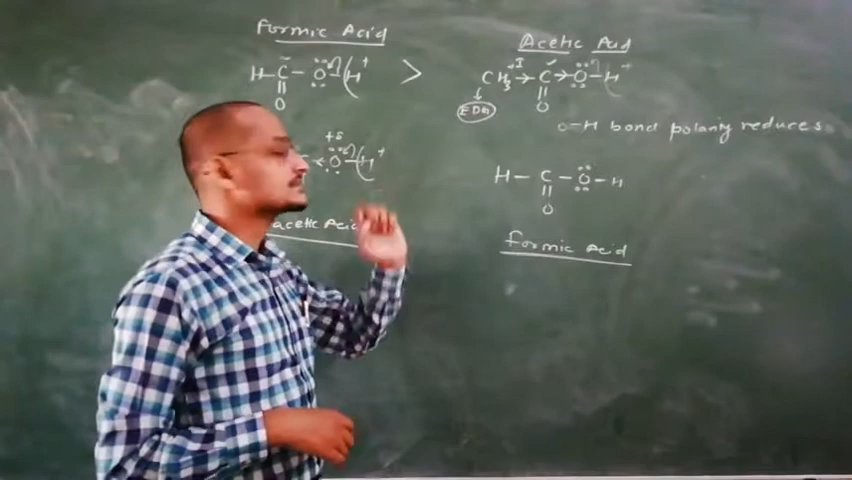 Formic Acid
H-C-O-H+
O
>
Acetic Acid
+I
CH3→C→O-H+
O
EDG
O-H bond polarity reduces.
+δ
←O-H+
acetic Acid
H-C-O-H
O
Formic Acid